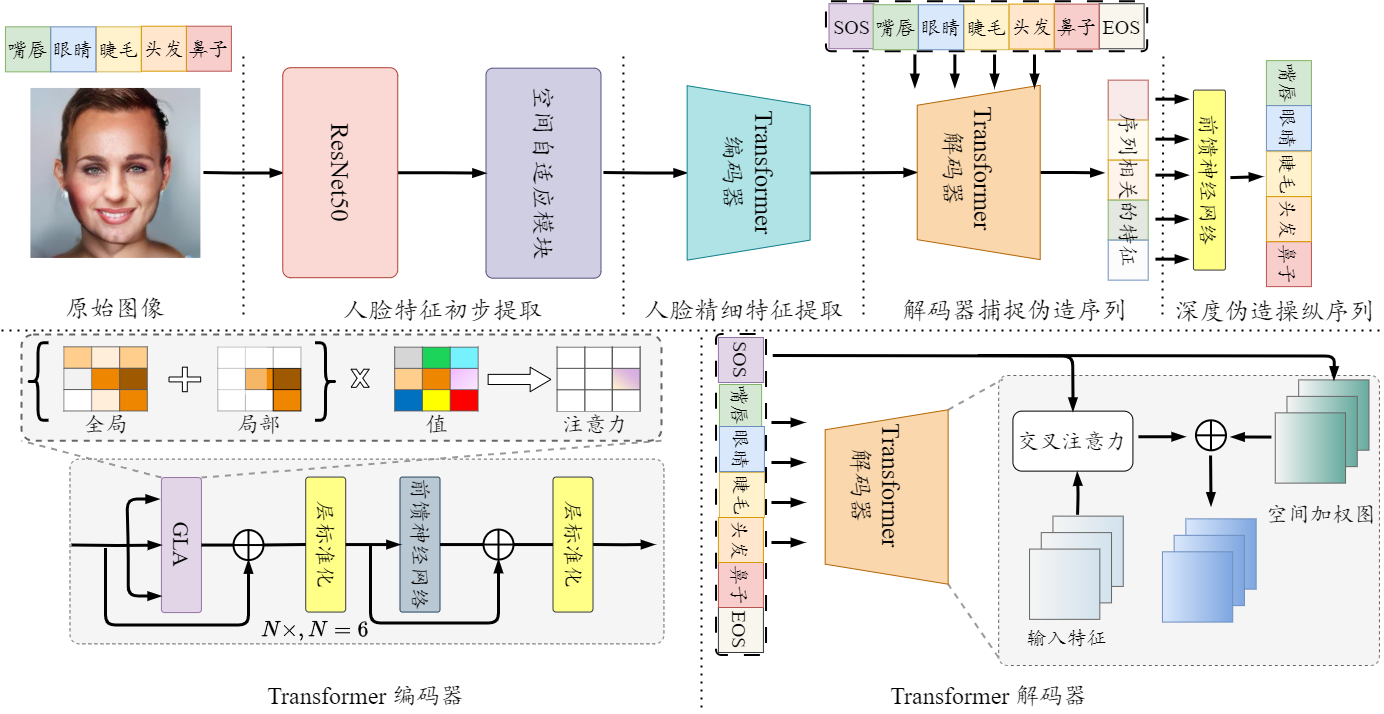 嘴唇 眼睛 睫毛 头发 鼻子
SOS 嘴唇 眼睛 睫毛 头发 鼻子 EOS
ResNet50
空间自适应模块
Transformer
编码器
Transformer
解码器
序列相关的特征
前馈神经网络
嘴唇 眼睛 睫毛 头发 鼻子
原始图像
人脸特征初步提取
人脸精细特征提取
解码器捕捉伪造序列
深度伪造操纵序列
全局
局部
值
注意力
GLA
层标准化
前馈神经网络
层标准化
N×, N = 6
Transformer 编码器
SOS 嘴唇 眼睛 睫毛 头发 鼻子 EOS
Transformer
解码器
交叉注意力
空间加权图
输入特征
Transformer 解码器